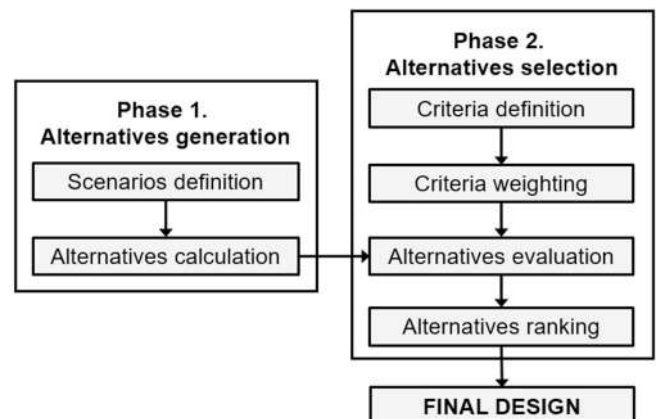 Phase 1.
Alternatives generation
Scenarios definition
Alternatives calculation
Phase 2.
Alternatives selection
Criteria definition
Criteria weighting
Alternatives evaluation
Alternatives ranking
FINAL DESIGN